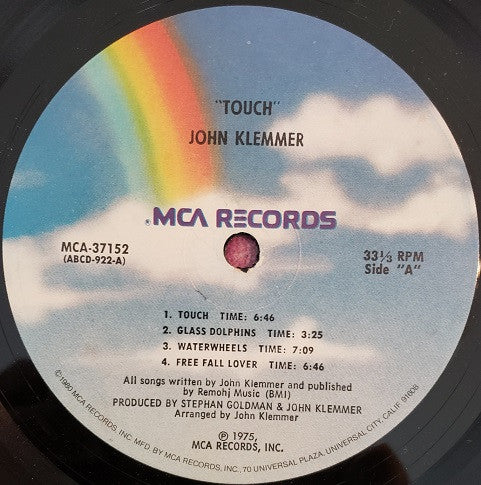 "TOUCH"
JOHN KLEMMER
® MCA RECORDS
MCA-37152
(ABCD-922-A)
33⅓ RPM
Side "A"
1. TOUCH TIME: 6:46
2. GLASS DOLPHINS TIME: 3:25
3. WATERWHEELS TIME: 7:09
4. FREE FALL LOVER TIME: 6:46
All songs written by John Klemmer and published
by Remohj Music (BMI)
PRODUCED BY STEPHAN GOLDMAN & JOHN KLEMMER
Arranged by John Klemmer
℗ 1975,
MCA RECORDS, INC.
©1980 MCA RECORDS, INC. MFD BY MCA RECORDS, INC., 70 UNIVERSAL PLAZA, UNIVERSAL CITY, CALIF. 91608